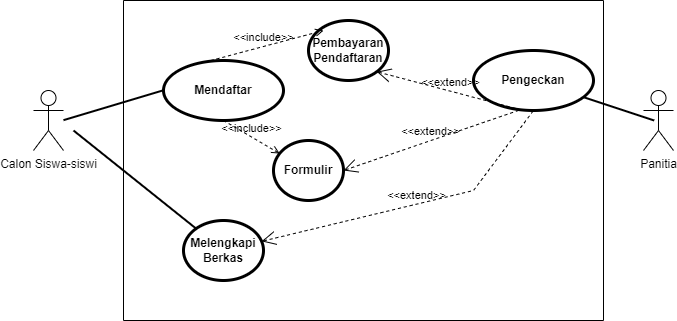 <<include>>
Pembayaran
Pendaftaran
Mendaftar
<<extend>>
Pengeckan
<<include>>
<<extend>>
Calon Siswa-siswi
Formulir
Panitia
<<extend>>
Melengkapi
Berkas